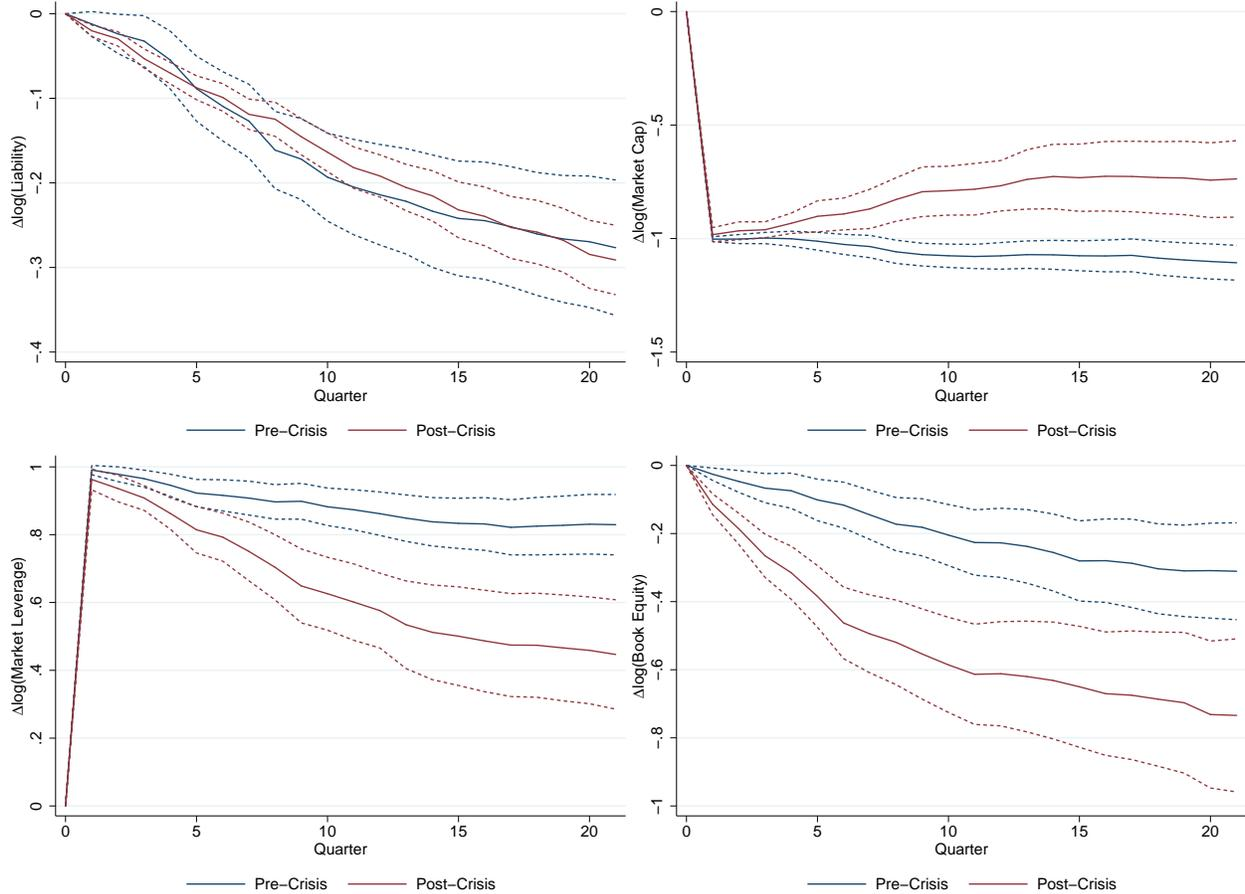 Δlog(Liability)
0
−.1
−.2
−.3
−.4
0 5 10 15 20
Quarter
Pre−Crisis Post−Crisis
Δlog(Market Cap)
0
−.5
−1
−1.5
0 5 10 15 20
Quarter
Pre−Crisis Post−Crisis
Δlog(Market Leverage)
1
.8
.6
.4
.2
0
0 5 10 15 20
Quarter
Pre−Crisis Post−Crisis
Δlog(Book Equity)
0
−.2
−.4
−.6
−.8
−1
0 5 10 15 20
Quarter
Pre−Crisis Post−Crisis